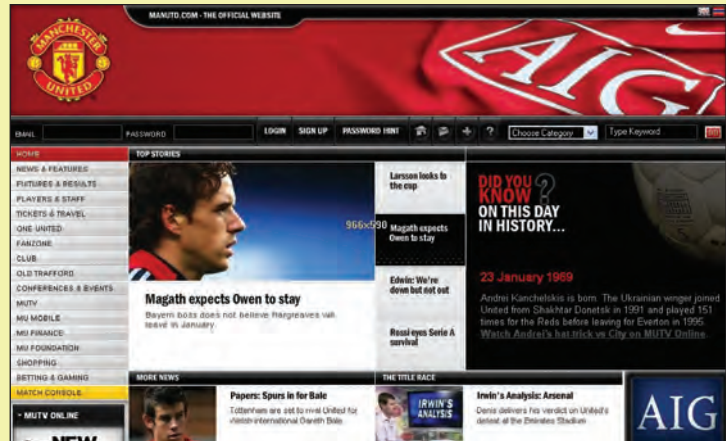 MANUTD.COM - THE OFFICIAL WEBSITE
MANCHESTER
UNITED
AIG
EMAIL
PASSWORD
LOGIN
SIGN UP
PASSWORD HINT
?
Choose Category
Type Keyword
HOME
NEWS & FEATURES
FIXTURES & RESULTS
PLAYERS & STAFF
TICKETS & TRAVEL
ONE UNITED
FANZONE
CLUB
OLD TRAFFORD
CONFERENCES & EVENTS
MUTV
MU MOBILE
MU FINANCE
MU FOUNDATION
SHOPPING
BETTING & GAMING
MATCH CONSOLE
MUTV ONLINE
NEW
TOP STORIES
Magath expects Owen to stay
Bayern boss does not believe Hargreaves will
leave in January.
Larsson looks to
the cup
966x590
Magath expects
Owen to stay
Edwin: We're
down but not out
Rossi eyes Serie A
survival
DID YOU
KNOW?
ON THIS DAY
IN HISTORY...
23 January 1969
Andrei Kanchelskis is born. The Ukrainian winger joined
United from Shakhtar Donetsk in 1991 and played 151
times for the Reds before leaving for Everton in 1995.
Watch Andrei's hat-trick vs City on MUTV Online.
MORE NEWS
Papers: Spurs in for Bale
Tottenham are set to rival United for
Welsh international Gareth Bale.
THE TITLE RACE
IRWIN'S
ANALYSIS
Irwin's Analysis: Arsenal
Denis delivers his verdict on United's
defeat at the Emirates Stadium
AIG